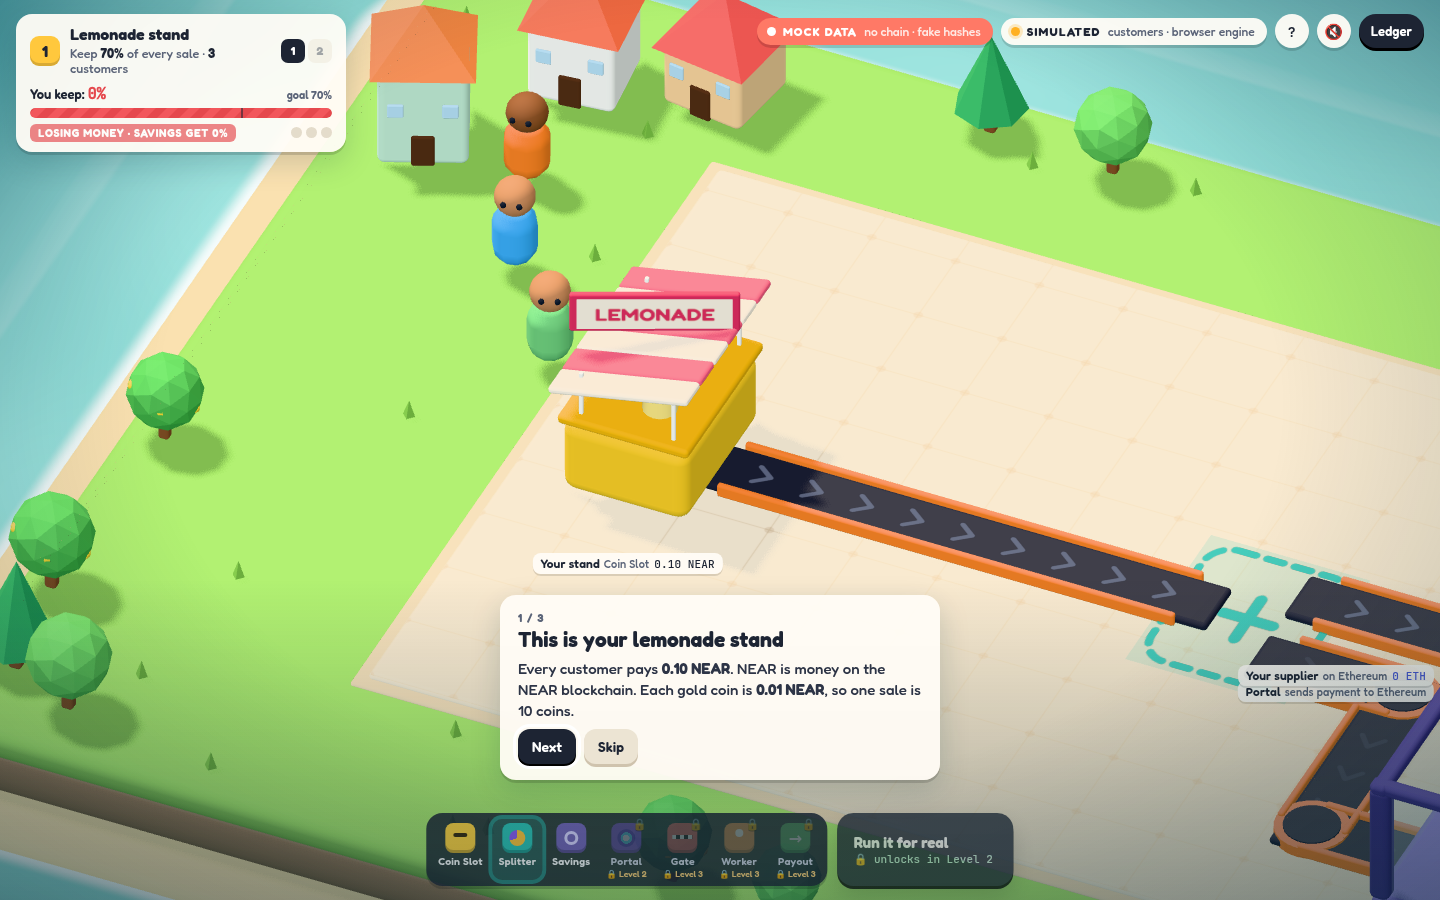 1
Lemonade stand
Keep 70% of every sale · 3
customers
1
2
You keep: 0%
goal 70%
LOSING MONEY · SAVINGS GET 0%
MOCK DATA no chain · fake hashes
SIMULATED customers · browser engine
?
Ledger
LEMONADE
Your stand Coin Slot 0.10 NEAR
1 / 3
This is your lemonade stand
Every customer pays 0.10 NEAR. NEAR is money on the
NEAR blockchain. Each gold coin is 0.01 NEAR, so one sale is
10 coins.
Next
Skip
Your supplier on Ethereum 0 ETH
Portal sends payment to Ethereum
Coin Slot
Splitter
Savings
Portal
Level 2
Gate
Level 3
Worker
Level 3
Payout
Level 3
Run it for real
unlocks in Level 2